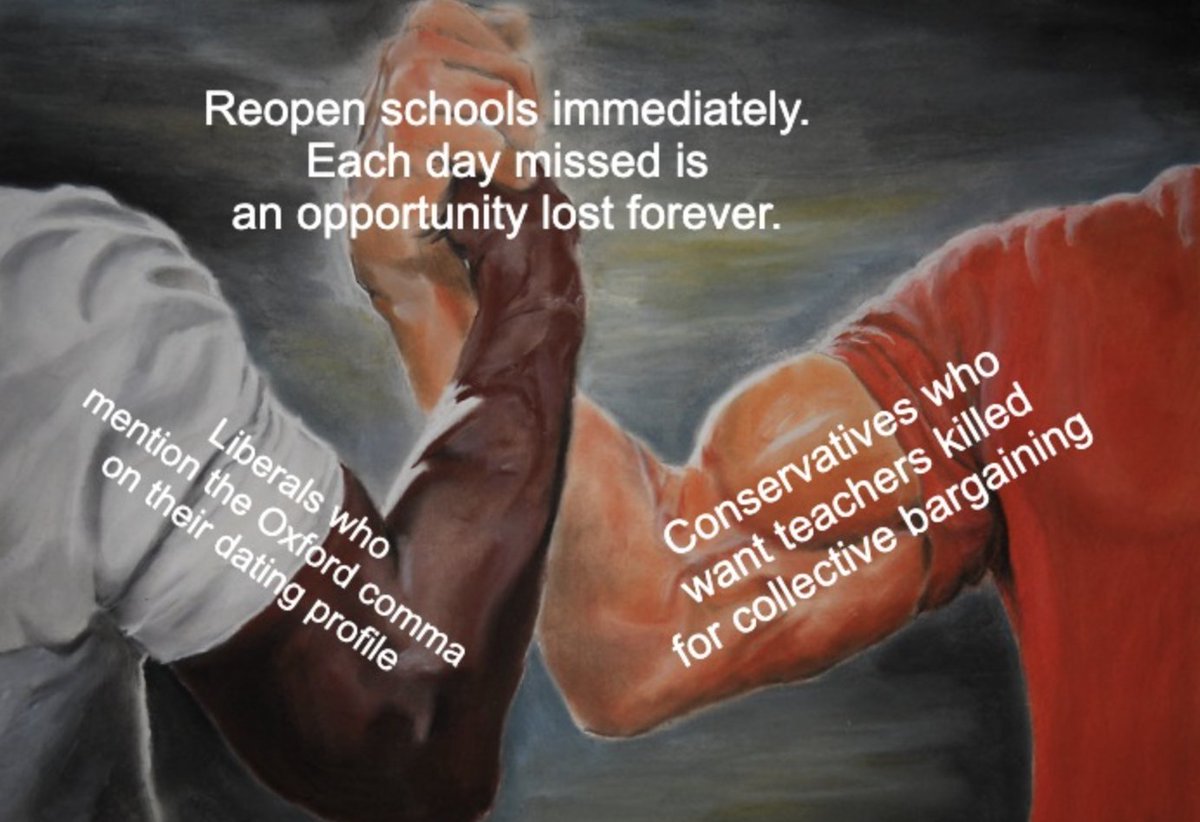 Reopen schools immediately.
Each day missed is
an opportunity lost forever.
Liberals who
mention the Oxford comma
on their dating profile
Conservatives who
want teachers killed
for collective bargaining